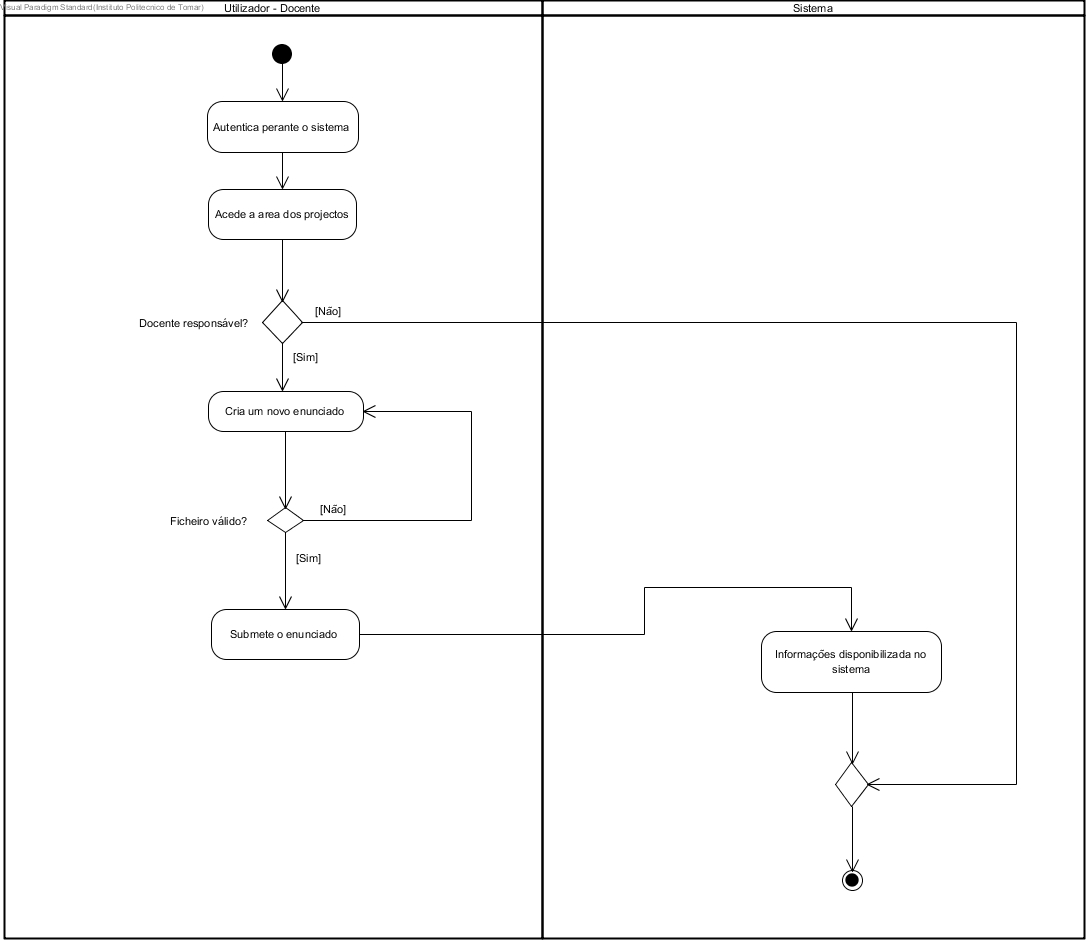 Visual Paradigm Standard(Instituto Politecnico de Tomar)
Utilizador - Docente
Sistema
Autentica perante o sistema
Acede a area dos projectos
Docente responsável?
[Não]
[Sim]
Cria um novo enunciado
Ficheiro válido?
[Não]
[Sim]
Submete o enunciado
Informações disponibilizada no
sistema